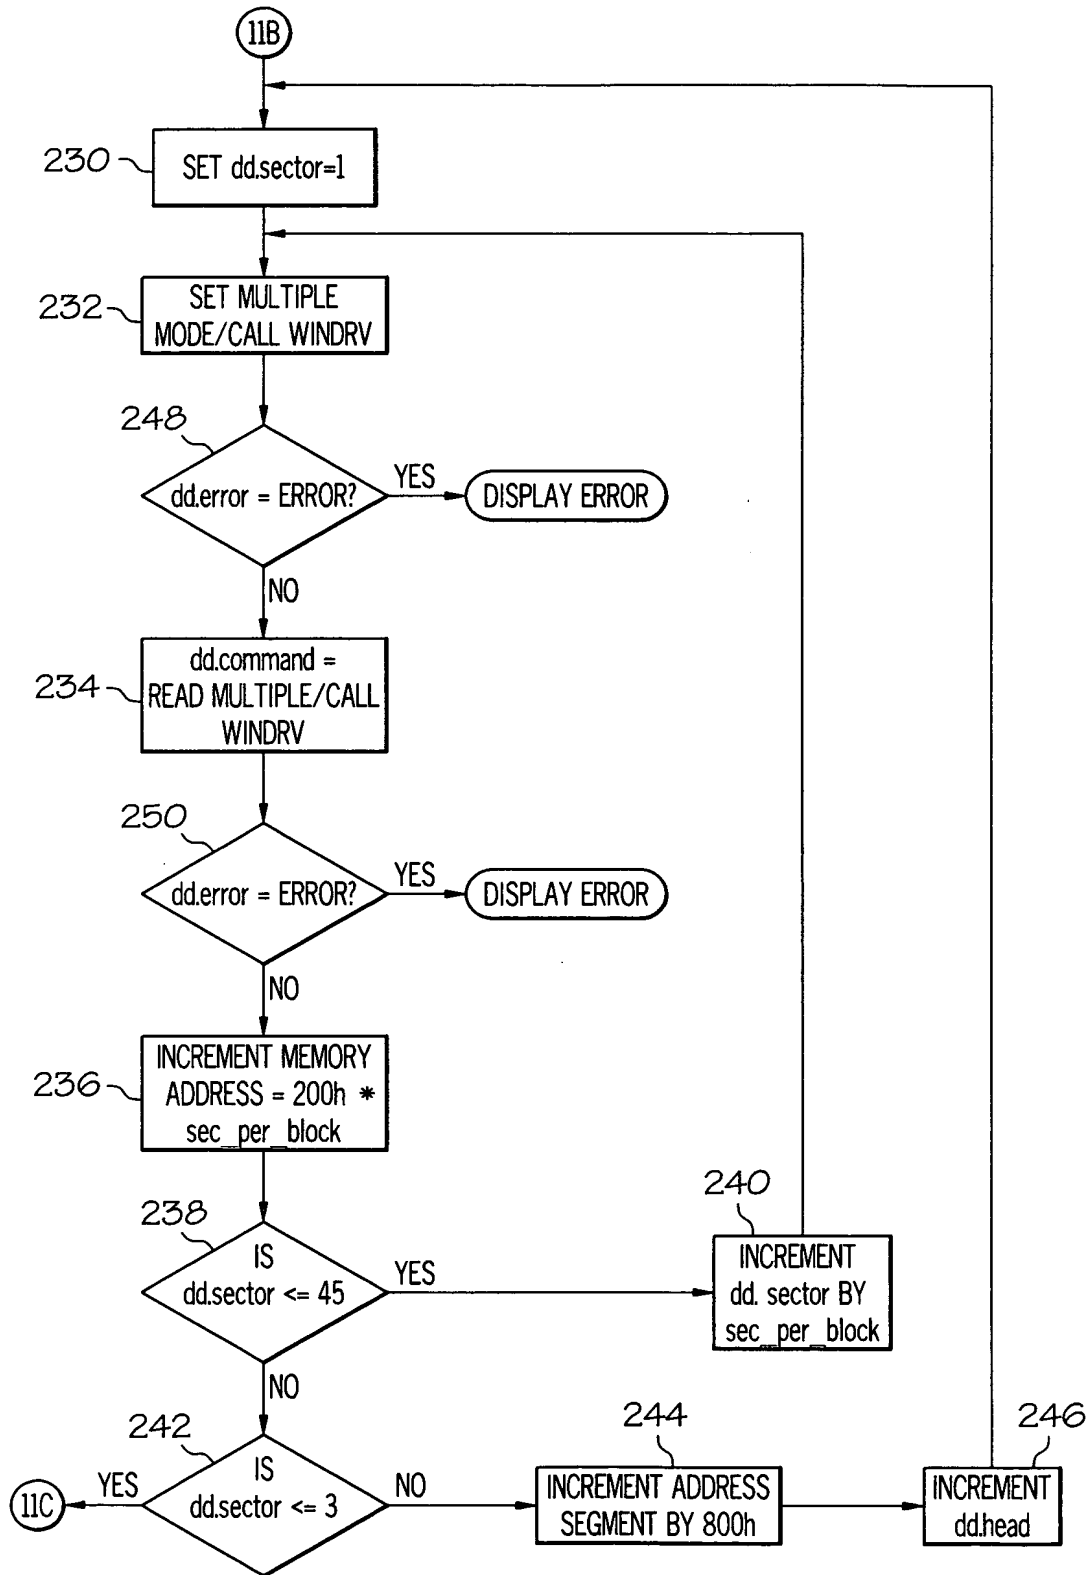 11B
230
SET dd.sector=1
232
SET MULTIPLE
MODE/CALL WINDRV
248
dd.error = ERROR?
YES
DISPLAY ERROR
NO
234
dd.command =
READ MULTIPLE/CALL
WINDRV
250
dd.error = ERROR?
YES
DISPLAY ERROR
NO
236
INCREMENT MEMORY
ADDRESS = 200h *
sec_per_block
238
IS
dd.sector <= 45
YES
240
INCREMENT
dd. sector BY
sec_per_block
NO
242
IS
dd.sector <= 3
YES
11C
NO
244
INCREMENT ADDRESS
SEGMENT BY 800h
246
INCREMENT
dd.head